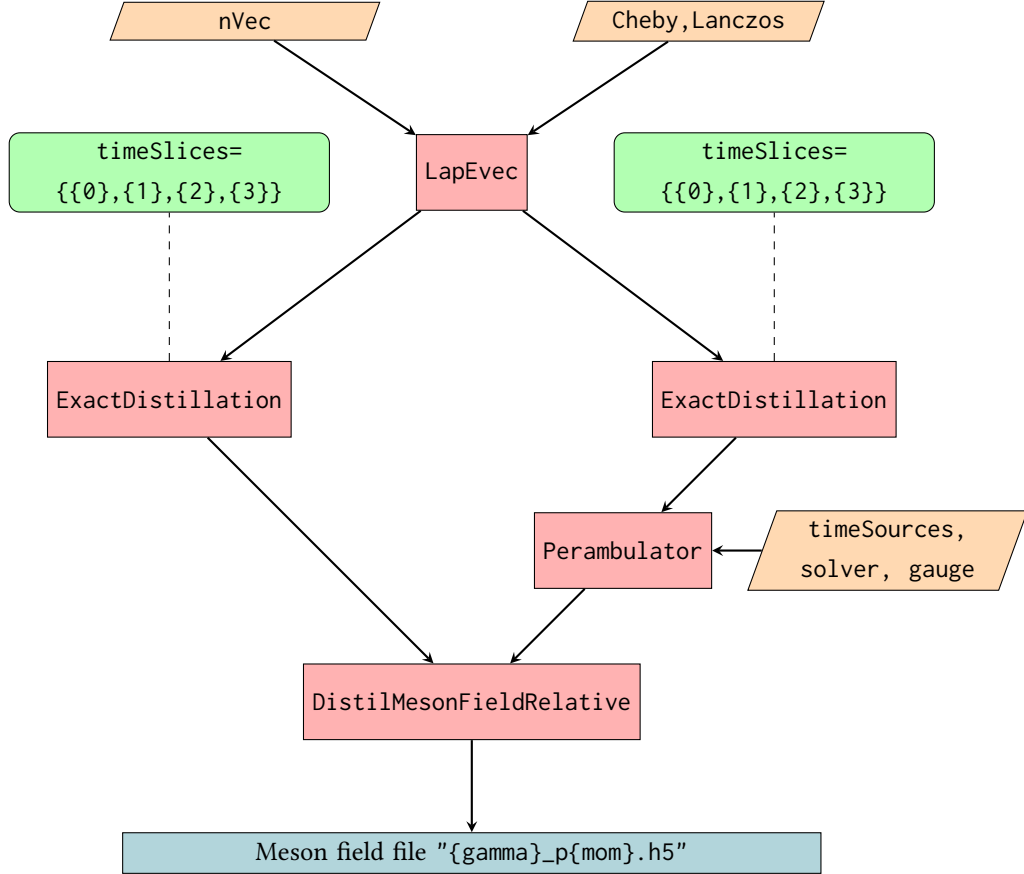 nVec
Cheby,Lanczos
timeSlices=
{{0},{1},{2},{3}}
LapEvec
timeSlices=
{{0},{1},{2},{3}}
ExactDistillation
ExactDistillation
Perambulator
timeSources,
solver, gauge
DistilMesonFieldRelative
Meson field file "{gamma}_p{mom}.h5"